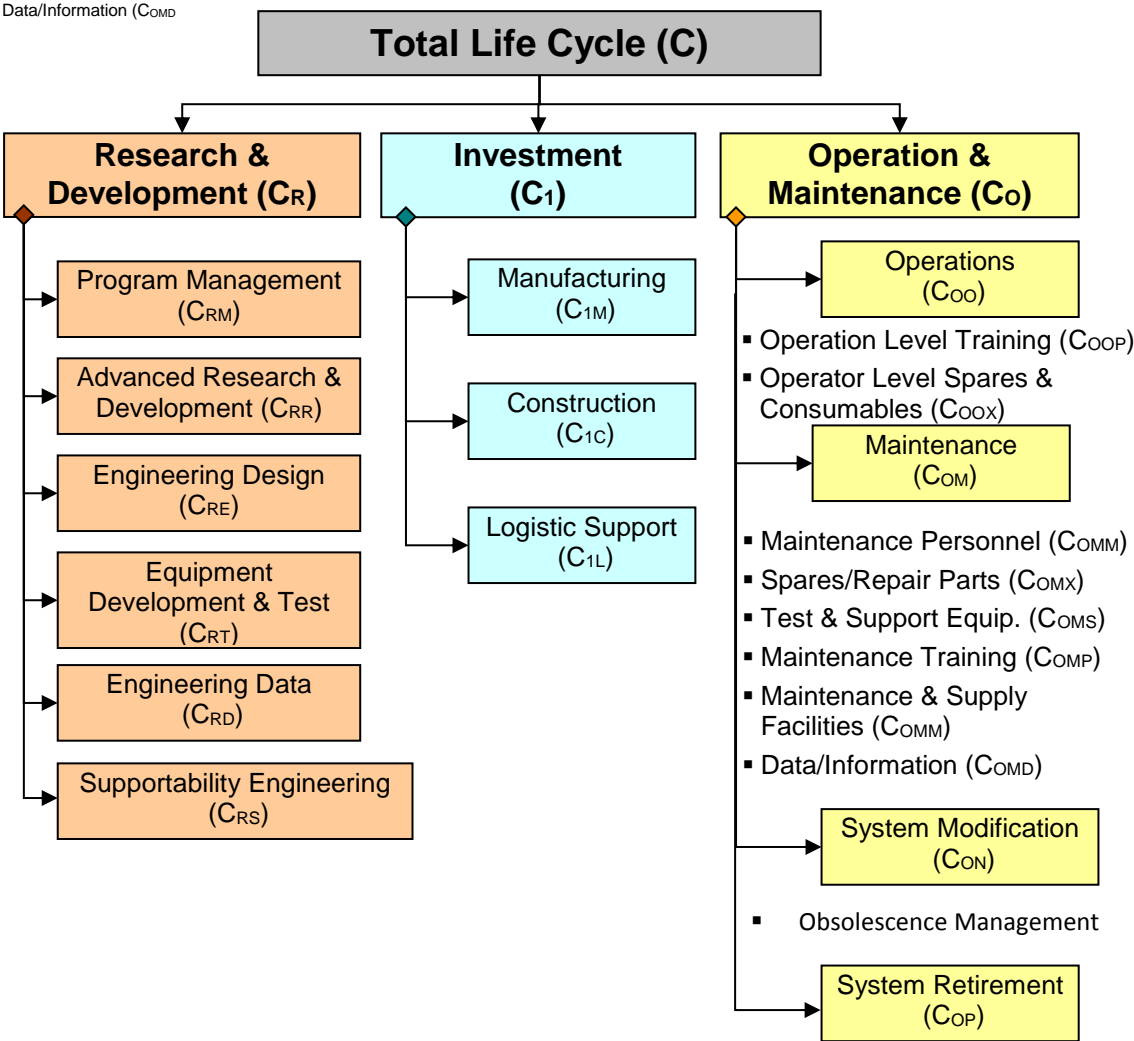 Data/Information (COMD
Total Life Cycle (C)
Research &
Development (CR)
Program Management
(CRM)
Advanced Research &
Development (CRR)
Engineering Design
(CRE)
Equipment
Development & Test
(CRT)
Engineering Data
(CRD)
Supportability Engineering
(CRS)
Investment
(C1)
Manufacturing
(C1M)
Construction
(C1C)
Logistic Support
(C1L)
Operation &
Maintenance (CO)
Operations
(COO)
▪ Operation Level Training (COOP)
▪ Operator Level Spares &
Consumables (COOX)
Maintenance
(COM)
▪ Maintenance Personnel (COMM)
▪ Spares/Repair Parts (COMX)
▪ Test & Support Equip. (COMS)
▪ Maintenance Training (COMP)
▪ Maintenance & Supply
Facilities (COMM)
▪ Data/Information (COMD)
System Modification
(CON)
▪ Obsolescence Management
System Retirement
(COP)